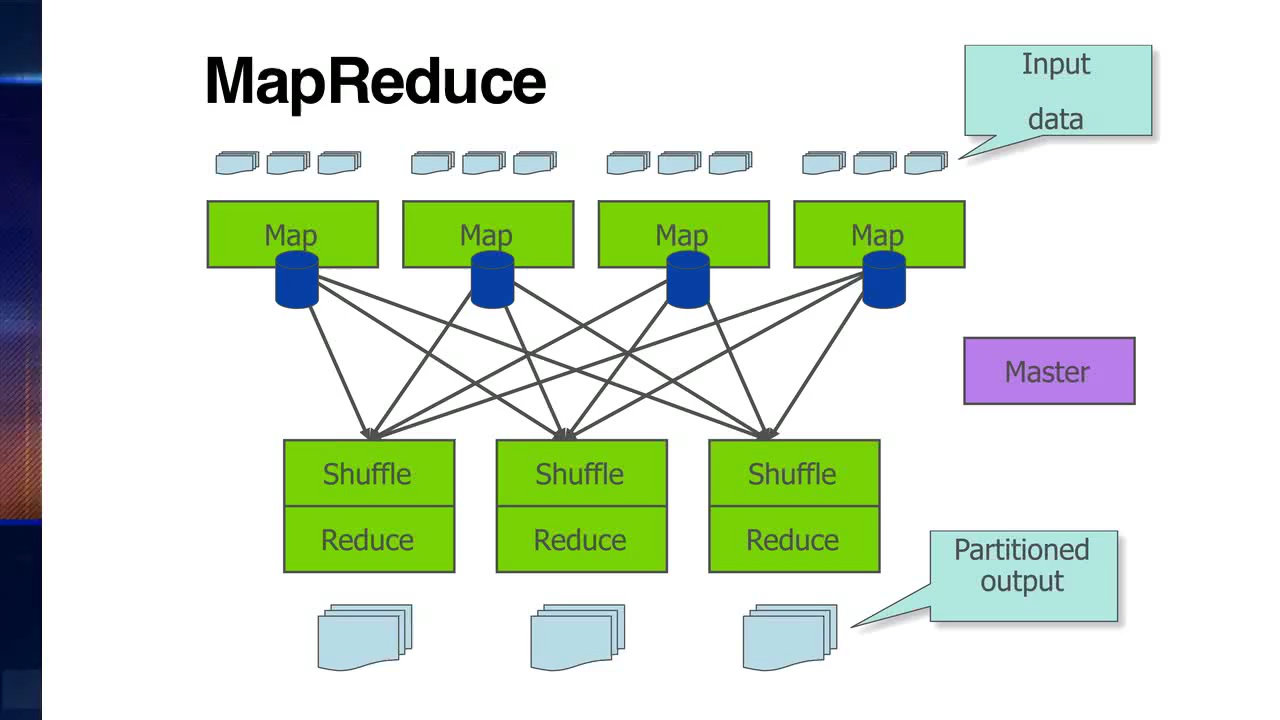 MapReduce
Input
data
Map Map Map Map
Master
Shuffle Shuffle Shuffle
Reduce Reduce Reduce
Partitioned
output